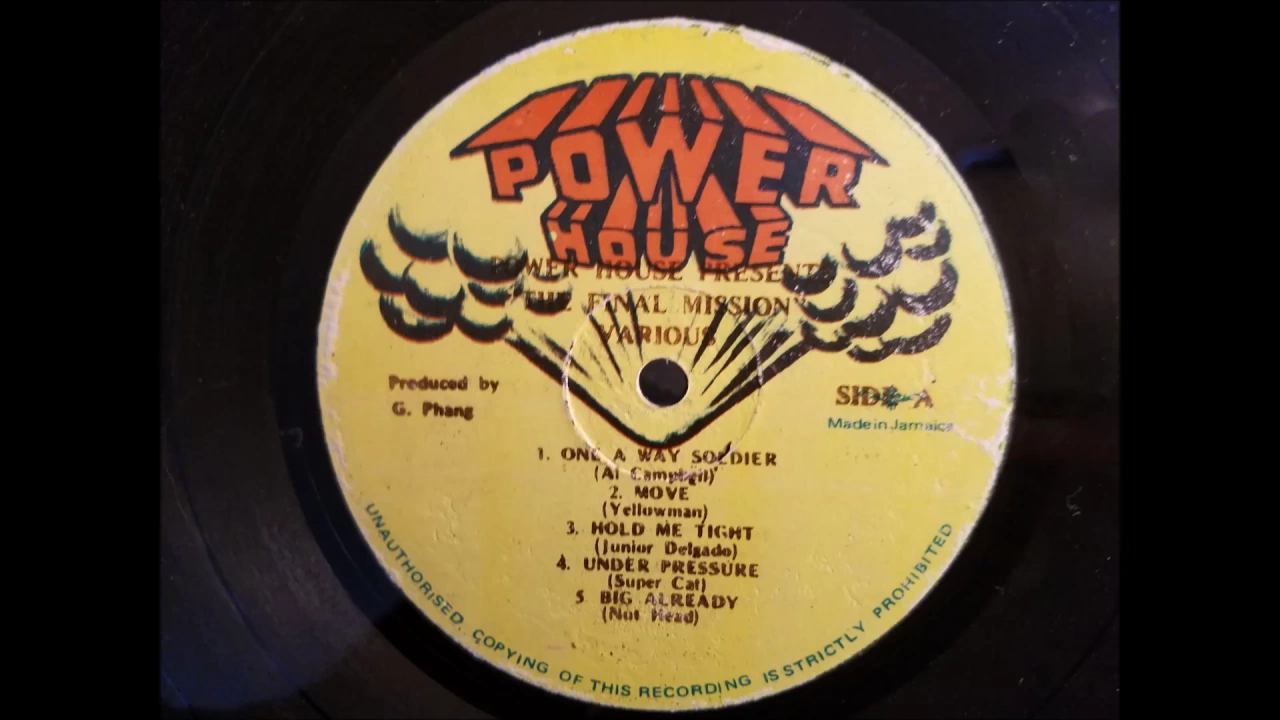 POWER
HOUSE
POWER HOUSE PRESENT
"THE FINAL MISSION"
VARIOUS
Produced by
G. Phang
SIDE A
Made in Jamaica
1. ONE A WAY SOLDIER
(Al Campbell)
2. MOVE
(Yellowman)
3. HOLD ME TIGHT
(Junior Delgado)
4. UNDER PRESSURE
(Super Cat)
5 BIG ALREADY
(Not Head)
UNAUTHORISED COPYING OF THIS RECORDING IS STRICTLY PROHIBITED